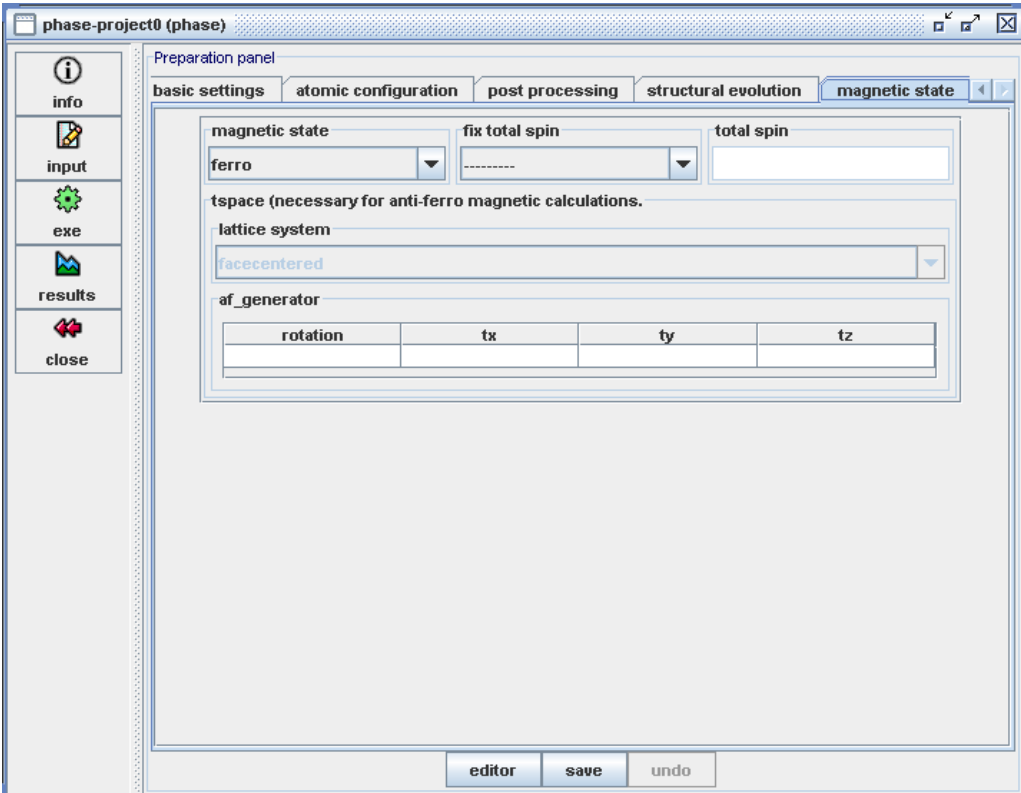 phase-project0 (phase)
info
input
exe
results
close
Preparation panel
basic settings atomic configuration post processing structural evolution magnetic state
magnetic state fix total spin total spin
ferro ---------
tspace (necessary for anti-ferro magnetic calculations.
lattice system
facecentered
af_generator
rotation tx ty tz
editor save undo